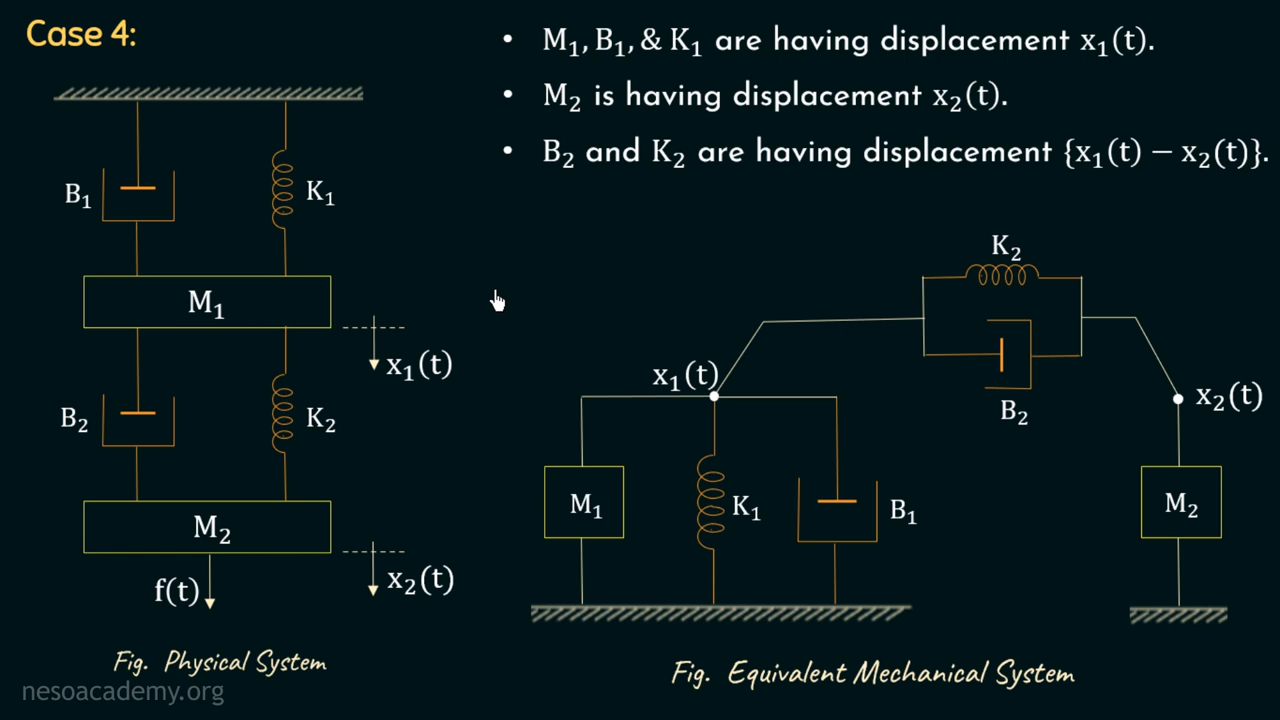 Case 4:
• M₁, B₁, & K₁ are having displacement x₁(t).
• M₂ is having displacement x₂(t).
• B₂ and K₂ are having displacement {x₁(t) − x₂(t)}.
B₁
K₁
M₁
x₁(t)
B₂
K₂
M₂
f(t)
x₂(t)
Fig. Physical System
K₂
B₂
x₁(t)
x₂(t)
M₁
K₁
B₁
M₂
Fig. Equivalent Mechanical System
nesoacademy.org